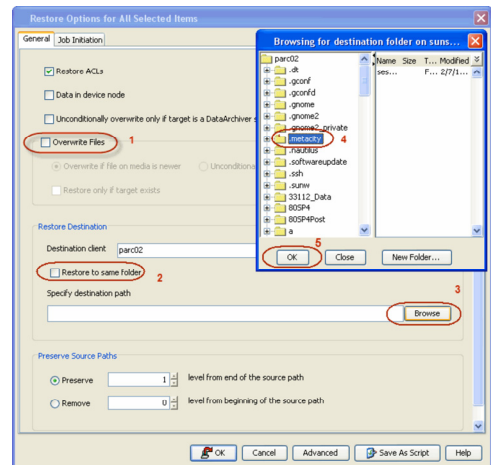 Restore Options for All Selected Items
General Job Initiation
Restore ACLs
Data in device node
Unconditionally overwrite only if target is a DataArchiver s
Overwrite Files 1
Overwrite if file on media is newer Unconditiona
Restore only if target exists
Restore Destination
Destination client parc02
Restore to same folder 2
Specify destination path
3
Browse
Preserve Source Paths
Preserve 1 level from end of the source path
Remove 0 level from beginning of the source path
OK Cancel Advanced Save As Script Help
Browsing for destination folder on suns...
parc02
.dt
.gconf
.gconfd
.gnome
.gnome2
.gnome2_private
.metacity 4
.nautilus
.softwareupdate
.ssh
.sunw
33112_Data
805P4
805P4Post
a
Name Size T... Modified
ses... F... 2/7/1...
5
OK Close New Folder...